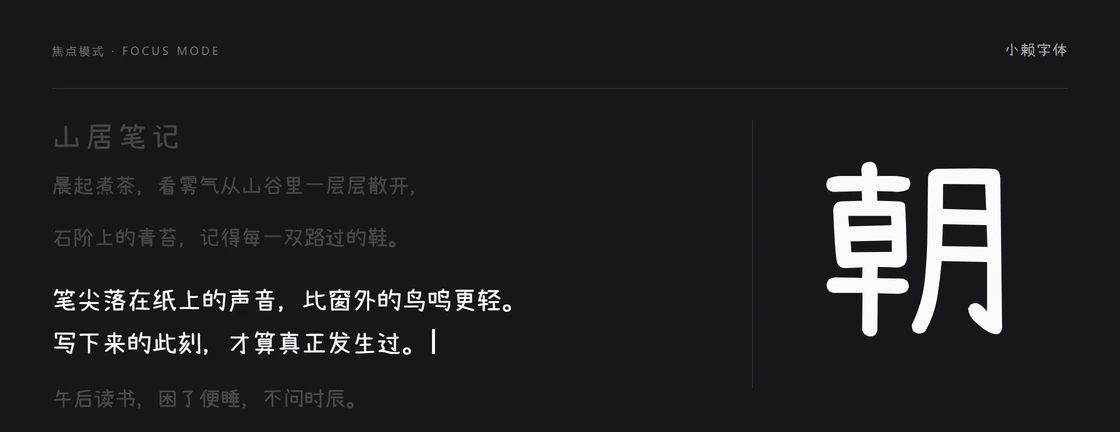 焦点模式 · FOCUS MODE
小赖字体
山居笔记
晨起煮茶，看雾气从山谷里一层层散开，
石阶上的青苔，记得每一双路过的鞋。
笔尖落在纸上的声音，比窗外的鸟鸣更轻。
写下来的此刻，才算真正发生过。
午后读书，困了便睡，不问时辰。
朝